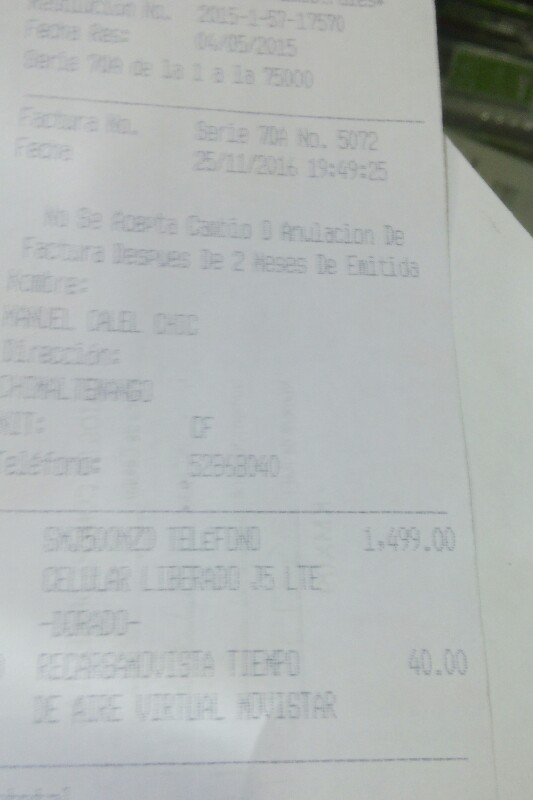 Resolucion No. 2015-1-57-17570
Fecha Res: 04/05/2015
Serie 70A de la 1 a la 75000
Factura No. Serie 70A No. 5072
Fecha 25/11/2016 19:49:25
No Se Acepta Cambio O Anulacion De
Factura Despues De 2 Meses De Emitida
Nombre:
MANUEL CALEL CHIC
Dirección:
CHIMALTENANGO
NIT: CF
Teléfono: 52868040
SMJ500MZD TELEFONO 1,499.00
CELULAR LIBERADO J5 LTE
-DORADO-
RECARGAMOVISTA TIEMPO 40.00
DE AIRE VIRTUAL MOVISTAR